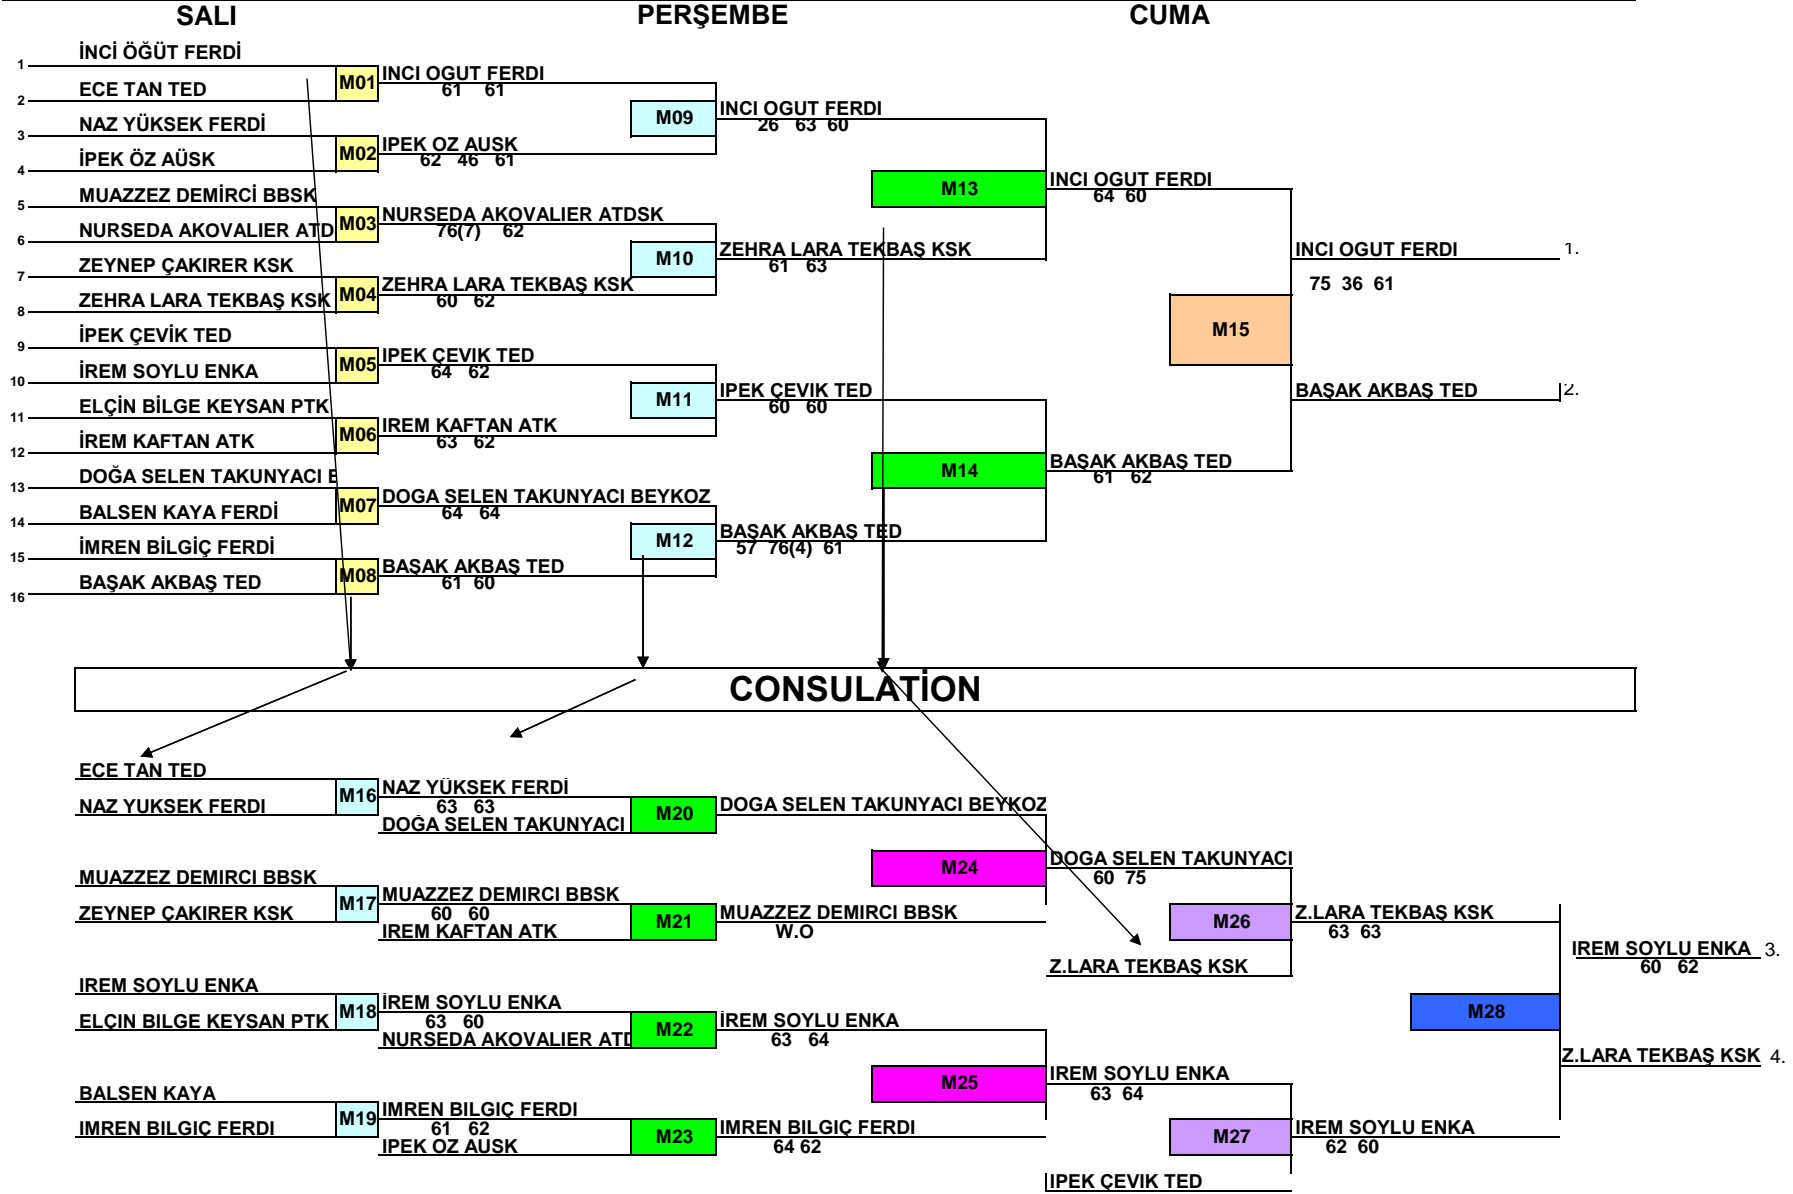 SALI PERŞEMBE CUMA
İNCİ ÖĞÜT FERDİ
1
M01 INCI OGUT FERDI
61 61
ECE TAN TED
2
M09 INCI OGUT FERDI
26 63 60
NAZ YÜKSEK FERDİ
3
M02 IPEK OZ AUSK
62 46 61
İPEK ÖZ AÜSK
4
M13 INCI OGUT FERDI
64 60
MUAZZEZ DEMİRCİ BBSK
5
M03 NURSEDA AKOVALIER ATDSK
76(7) 62
NURSEDA AKOVALIER ATD
6
M10 ZEHRA LARA TEKBAŞ KSK
61 63
INCI OGUT FERDI 1.
75 36 61
ZEYNEP ÇAKIRER KSK
7
M04 ZEHRA LARA TEKBAŞ KSK
60 62
ZEHRA LARA TEKBAŞ KSK
8
M15
İPEK ÇEVİK TED
9
M05 IPEK ÇEVIK TED
64 62
İREM SOYLU ENKA
10
M11 IPEK ÇEVIK TED
60 60
BAŞAK AKBAŞ TED 2.
ELÇİN BİLGE KEYSAN PTK
11
M06 IREM KAFTAN ATK
63 62
İREM KAFTAN ATK
12
M14 BAŞAK AKBAŞ TED
61 62
DOĞA SELEN TAKUNYACI B
13
M07 DOGA SELEN TAKUNYACI BEYKOZ
64 64
BALSEN KAYA FERDİ
14
M12 BAŞAK AKBAŞ TED
57 76(4) 61
İMREN BİLGİÇ FERDİ
15
M08 BAŞAK AKBAŞ TED
61 60
BAŞAK AKBAŞ TED
16
CONSULATİON
ECE TAN TED
M16 NAZ YÜKSEK FERDİ
63 63
NAZ YUKSEK FERDI
DOĞA SELEN TAKUNYACI
M20 DOGA SELEN TAKUNYACI BEYKOZ
M24 DOGA SELEN TAKUNYACI
60 75
MUAZZEZ DEMIRCI BBSK
M17 MUAZZEZ DEMIRCI BBSK
60 60
ZEYNEP ÇAKIRER KSK
IREM KAFTAN ATK
M21 MUAZZEZ DEMIRCI BBSK
W.O
M26 Z.LARA TEKBAŞ KSK
63 63
Z.LARA TEKBAŞ KSK
IREM SOYLU ENKA 3.
60 62
IREM SOYLU ENKA
M18 İREM SOYLU ENKA
63 60
ELÇIN BILGE KEYSAN PTK
NURSEDA AKOVALIER ATD
M22 İREM SOYLU ENKA
63 64
M28
Z.LARA TEKBAŞ KSK 4.
M25 IREM SOYLU ENKA
63 64
BALSEN KAYA
M19 IMREN BILGIÇ FERDI
61 62
IMREN BILGIÇ FERDI
IPEK OZ AUSK
M23 IMREN BILGIÇ FERDI
64 62
M27 IREM SOYLU ENKA
62 60
IPEK ÇEVIK TED